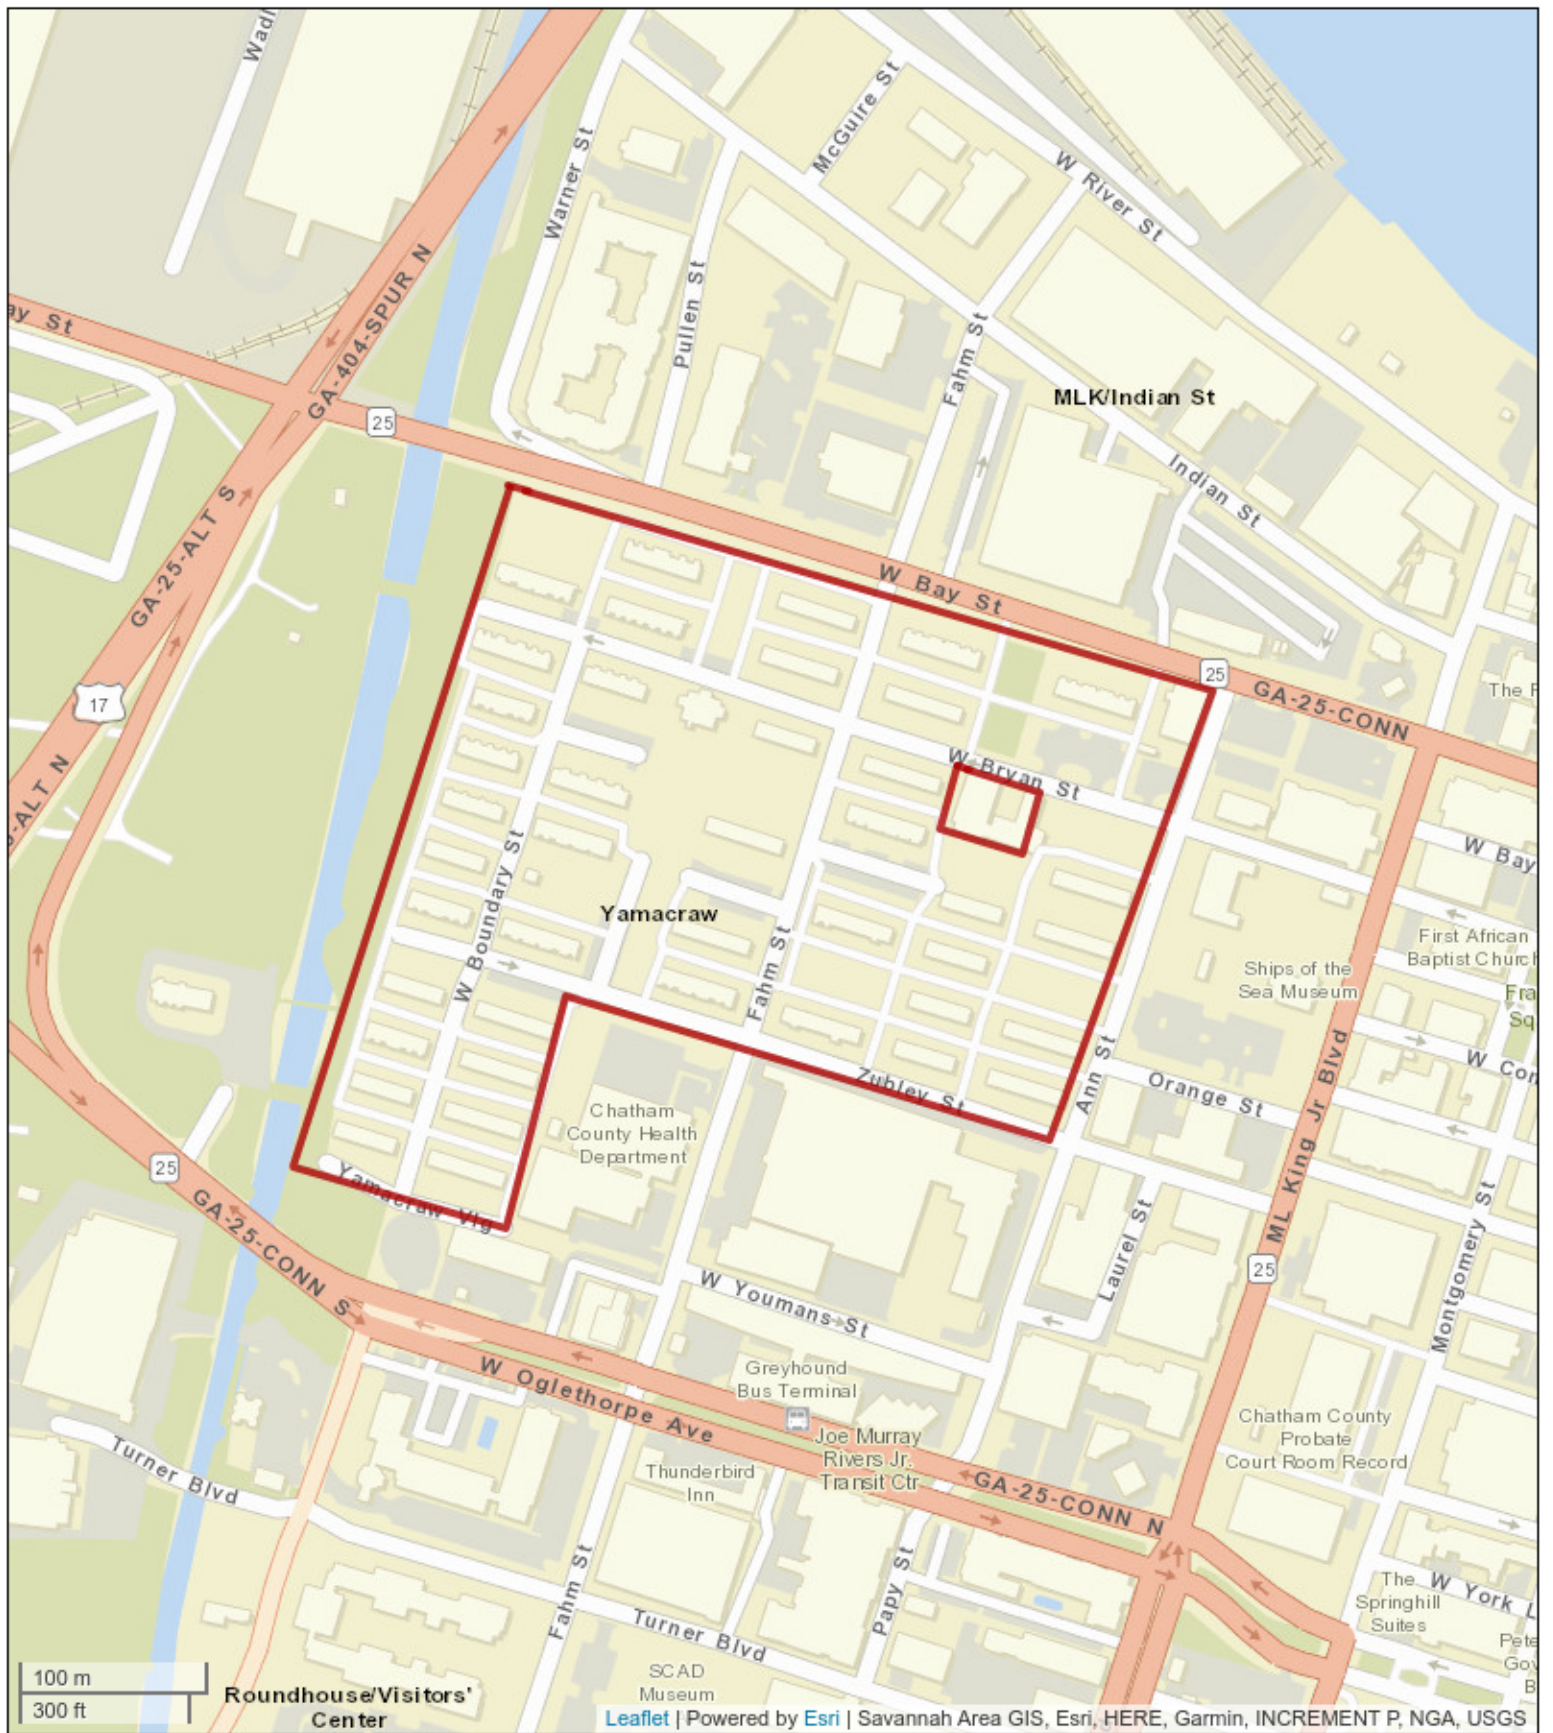 Wadl
McGuire St
W River St
Warner St
Pullen St
Fahm St
ay St
GA-404-SPUR N
25
MLK/Indian St
Indian St
GA-25-ALT S
W Bay St
25
GA-25-CONN
The
17
-ALT N
W Bryan St
W Bay
W Boundary St
Yamacraw
Fahm St
First African
Baptist Church
Ships of the
Sea Museum
Fra
Sq
W Con
Zubley St
Ann St
Orange St
ML King Jr Blvd
Chatham
County Health
Department
25
Yamacraw Vlg
GA-25-CONN S
Laurel St
Montgomery St
25
W Youmans St
Greyhound
Bus Terminal
W Oglethorpe Ave
Joe Murray
Rivers Jr.
Transit Ctr
Chatham County
Probate
Court Room Record
Turner Blvd
Thunderbird
Inn
GA-25-CONN N
Fahm St
Papy St
The
Springhill
Suites
W York L
Turner Blvd
Pete
Gov
B
SCAD
Museum
100 m
300 ft
Roundhouse/Visitors'
Center
Leaflet | Powered by Esri | Savannah Area GIS, Esri, HERE, Garmin, INCREMENT P, NGA, USGS